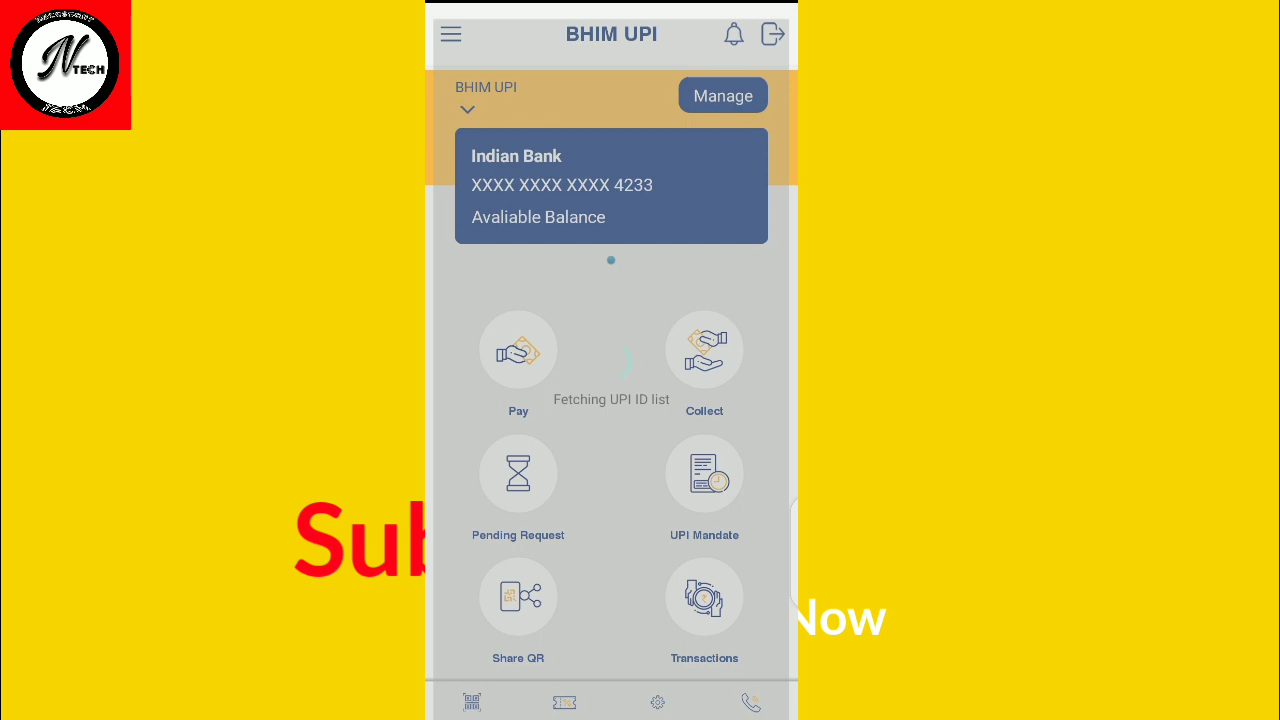 N
TECH
BHIM UPI
BHIM UPI
Manage
Indian Bank
XXXX XXXX XXXX 4233
Avaliable Balance
Fetching UPI ID list
Pay
Collect
Pending Request
UPI Mandate
Share QR
Transactions
Sub
Now